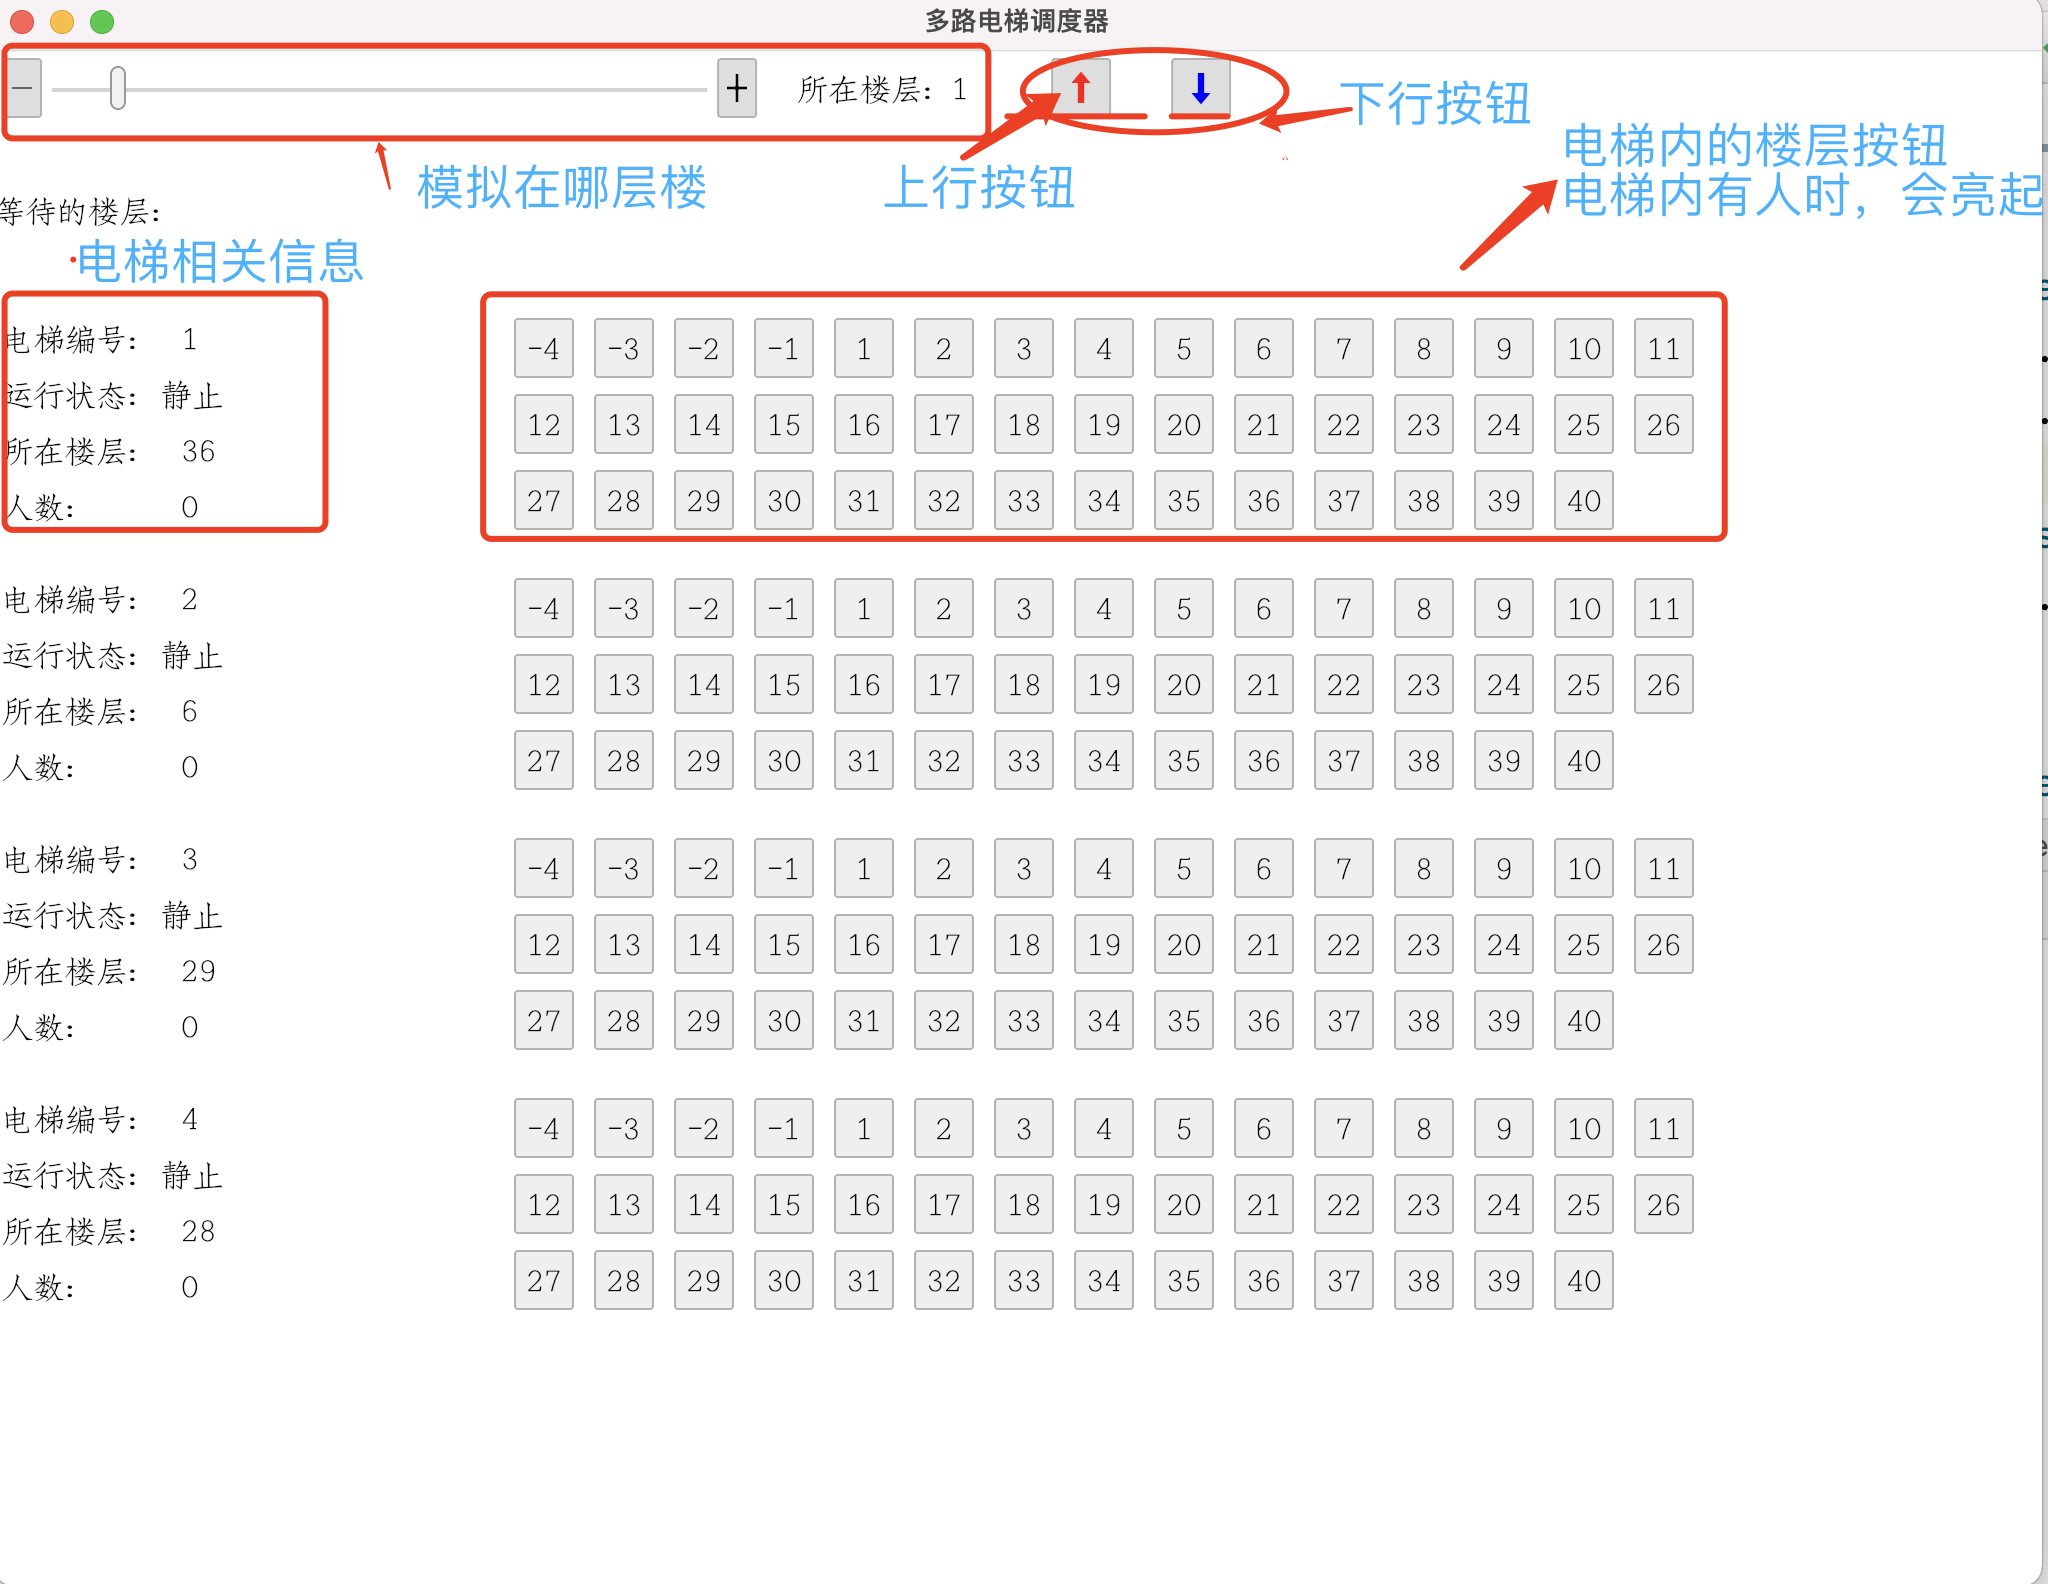 多路电梯调度器
− + 所在楼层：1
下行按钮
模拟在哪层楼
上行按钮
电梯内的楼层按钮
电梯内有人时，会亮起
等待的楼层：
电梯相关信息
电梯编号： 1
运行状态：静止
所在楼层： 36
人数： 0
-4 -3 -2 -1 1 2 3 4 5 6 7 8 9 10 11
12 13 14 15 16 17 18 19 20 21 22 23 24 25 26
27 28 29 30 31 32 33 34 35 36 37 38 39 40
电梯编号： 2
运行状态：静止
所在楼层： 6
人数： 0
-4 -3 -2 -1 1 2 3 4 5 6 7 8 9 10 11
12 13 14 15 16 17 18 19 20 21 22 23 24 25 26
27 28 29 30 31 32 33 34 35 36 37 38 39 40
电梯编号： 3
运行状态：静止
所在楼层： 29
人数： 0
-4 -3 -2 -1 1 2 3 4 5 6 7 8 9 10 11
12 13 14 15 16 17 18 19 20 21 22 23 24 25 26
27 28 29 30 31 32 33 34 35 36 37 38 39 40
电梯编号： 4
运行状态：静止
所在楼层： 28
人数： 0
-4 -3 -2 -1 1 2 3 4 5 6 7 8 9 10 11
12 13 14 15 16 17 18 19 20 21 22 23 24 25 26
27 28 29 30 31 32 33 34 35 36 37 38 39 40